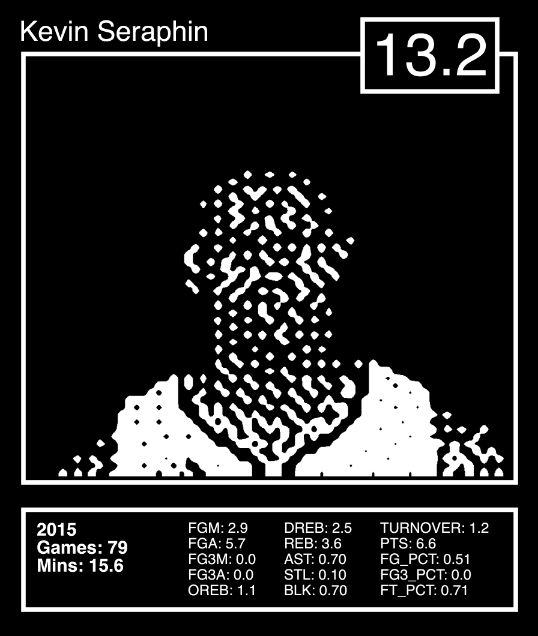 Kevin Seraphin
13.2
2015
Games: 79
Mins: 15.6
FGM: 2.9
FGA: 5.7
FG3M: 0.0
FG3A: 0.0
OREB: 1.1
DREB: 2.5
REB: 3.6
AST: 0.70
STL: 0.10
BLK: 0.70
TURNOVER: 1.2
PTS: 6.6
FG_PCT: 0.51
FG3_PCT: 0.0
FT_PCT: 0.71